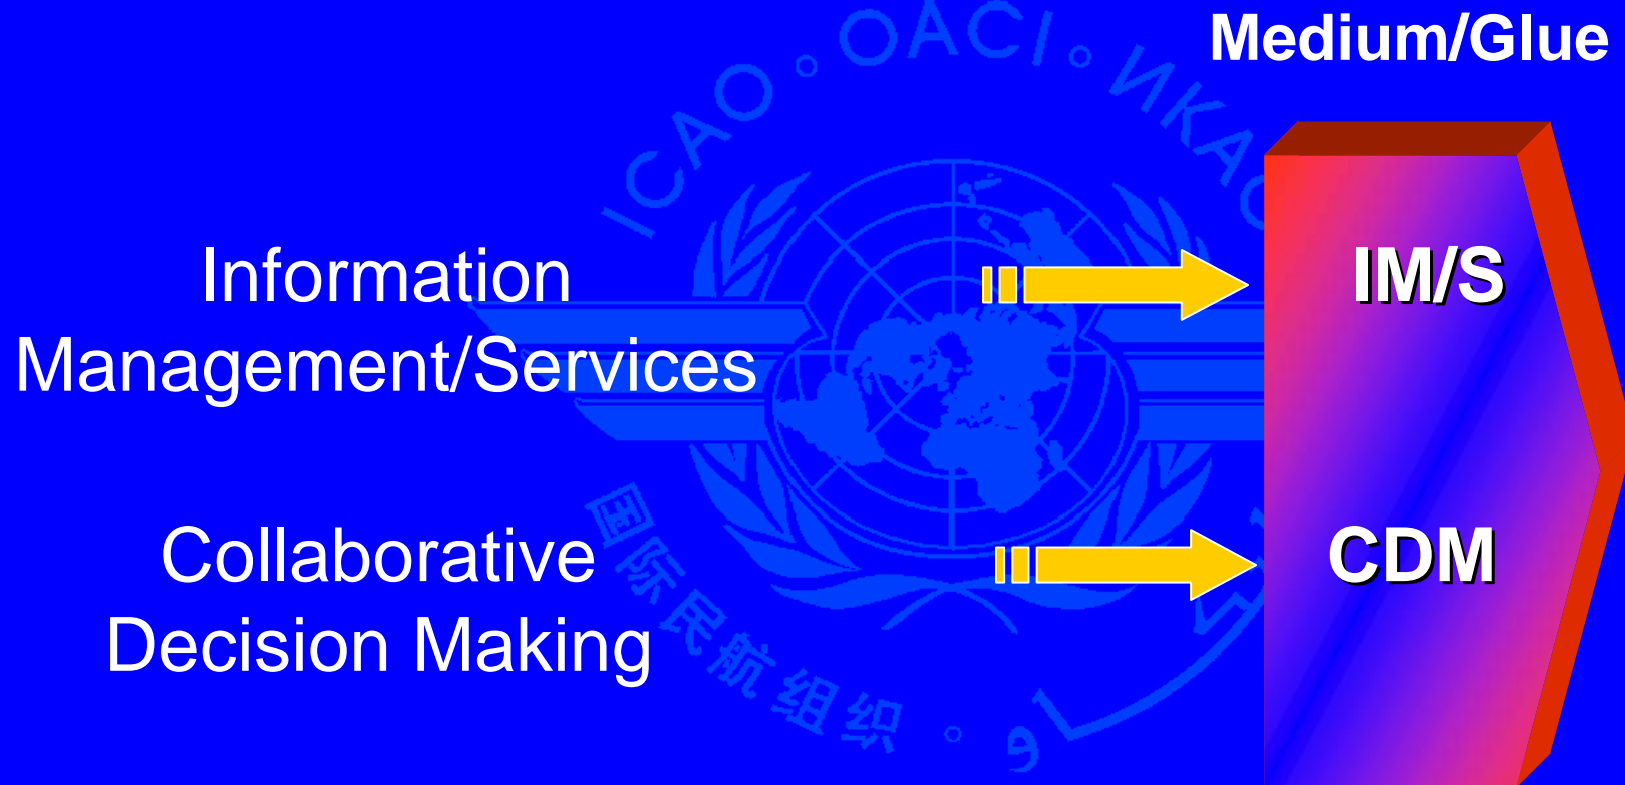 Medium/Glue
ICAO ◦ OACI ◦ ИКАО
Information
Management/Services
IM/S
Collaborative
Decision Making
CDM
国际民航组织 ◦